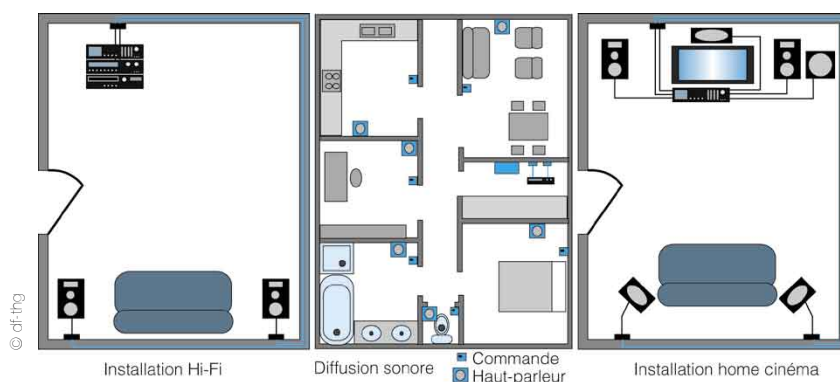 © df-thg
Installation Hi-Fi
Diffusion sonore
Commande
Haut-parleur
Installation home cinéma